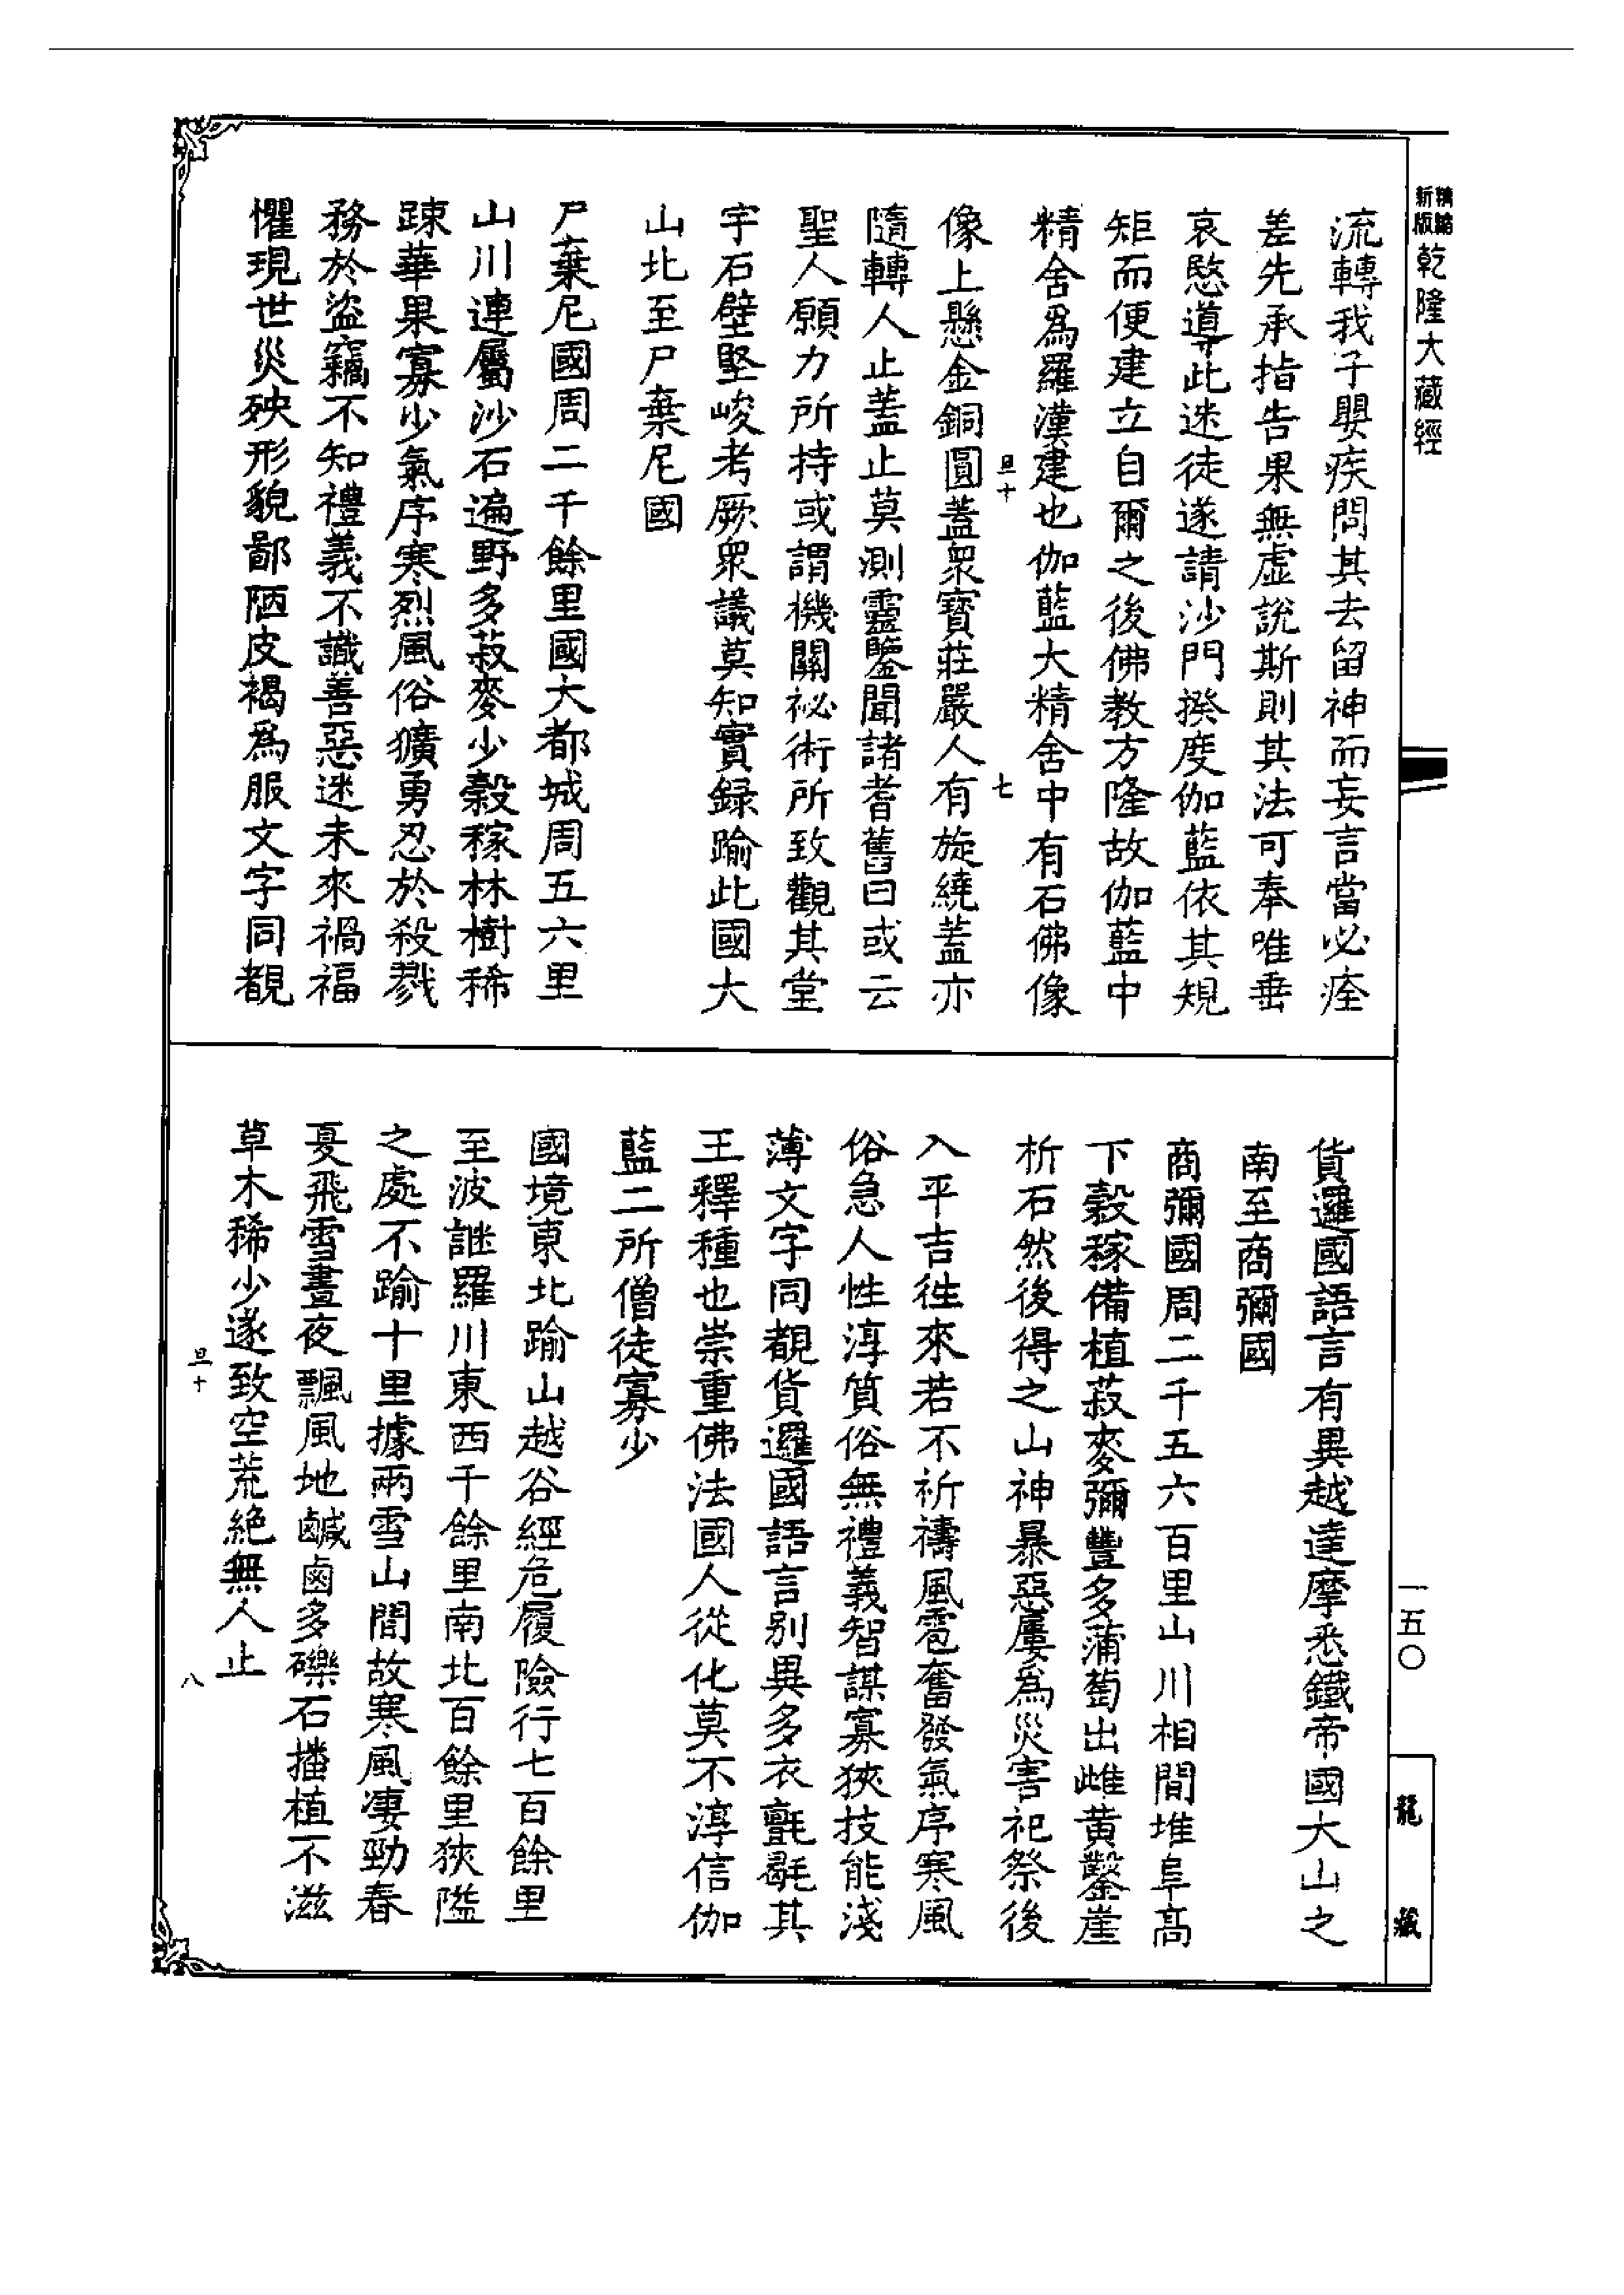 新版精縮
乾隆大藏經
流轉我子嬰疾問其去留神而妄言當必痊
差先承指告果無虛說斯則其法可奉唯垂
哀愍導此迷徒遂請沙門揆度伽藍依其規
矩而便建立自爾之後佛教方隆故伽藍中
精舍爲羅漢建也伽藍大精舍中有石佛像
旦十
七
像上懸金銅圓蓋衆寶莊嚴人有旋繞蓋亦
隨轉人止蓋止莫測靈鑒聞諸耆舊曰或云
聖人願力所持或謂機關祕術所致觀其堂
宇石壁堅峻考厥衆議莫知實録踰此國大
山北至尸棄尼國
尸棄尼國周二千餘里國大都城周五六里
山川連屬沙石遍野多菽麥少穀稼林樹稀
踈華果寡少氣序寒烈風俗獷勇忍於殺戮
務於盜竊不知禮義不識善惡迷未來禍福
懼現世災殃形貌鄙陋皮褐爲服文字同覩
貨邏國語言有異越達摩悉鐵帝國大山之
南至商彌國
商彌國周二千五六百里山川相間堆阜高
下穀稼備植菽麥彌豐多蒲萄出雌黃鑿崖
析石然後得之山神暴惡屢爲災害祀祭後
入平吉徃來若不祈禱風雹奮發氣序寒風
俗急人性淳質俗無禮義智謀寡狹技能淺
薄文字同覩貨邏國語言别異多衣㲲毼其
王釋種也崇重佛法國人從化莫不淳信伽
藍二所僧徒寡少
國境東北踰山越谷經危履險行七百餘里
至波謎羅川東西千餘里南北百餘里狹隘
之處不踰十里據兩雪山間故寒風凄勁春
夏飛雪晝夜飄風地鹹鹵多礫石播植不滋
草木稀少遂致空荒絶無人止
旦十
八
一五〇
龍藏